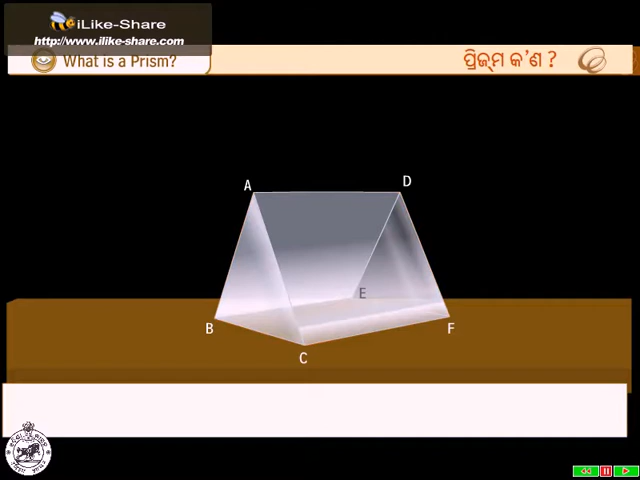 iLike-Share
http://www.ilike-share.com
What is a Prism?
ପ୍ରିଜ୍‌ମ କ'ଣ ?
A
D
E
B
F
C